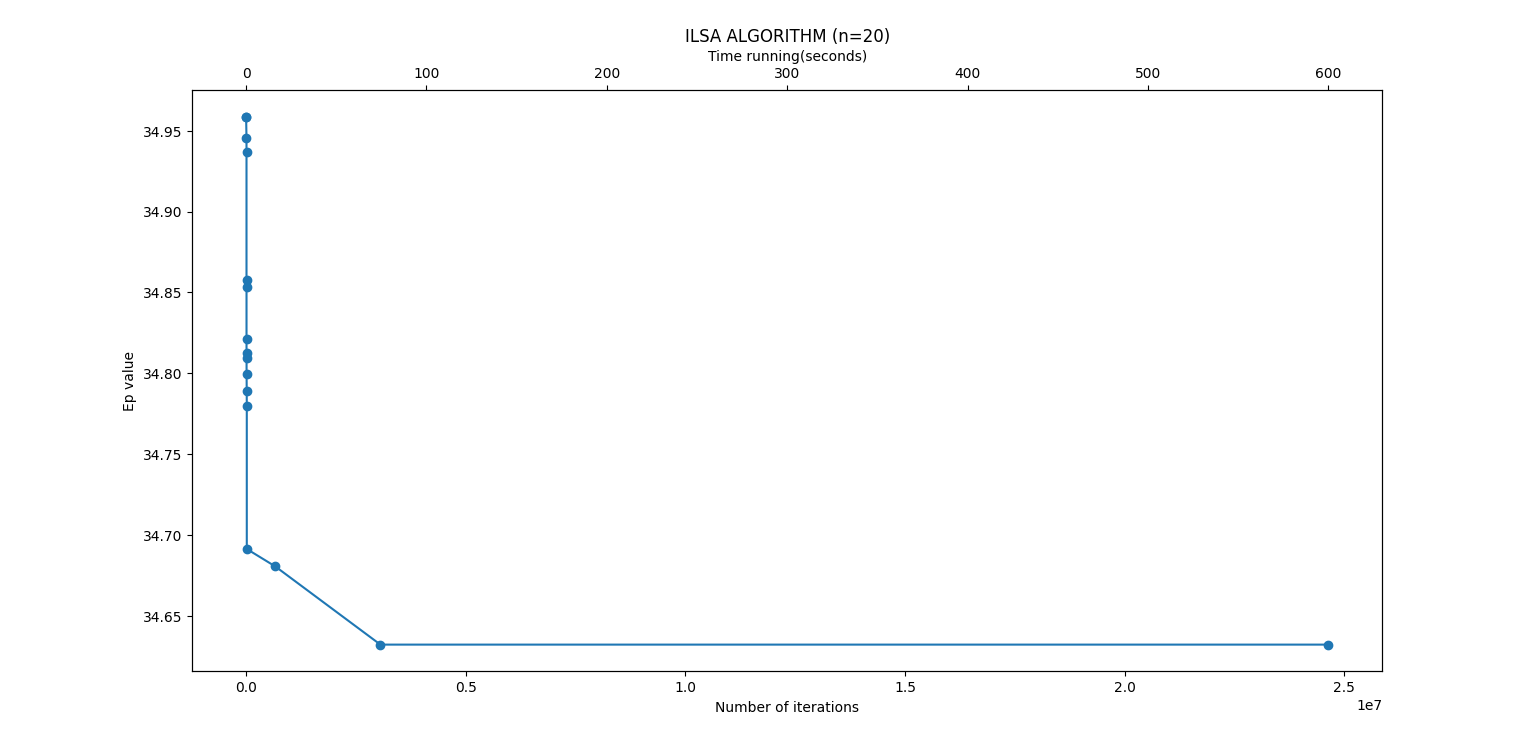 ILSA ALGORITHM (n=20)
Time running(seconds)
0 100 200 300 400 500 600
34.95
34.90
34.85
34.80
34.75
34.70
34.65
Ep value
0.0 0.5 1.0 1.5 2.0 2.5
1e7
Number of iterations